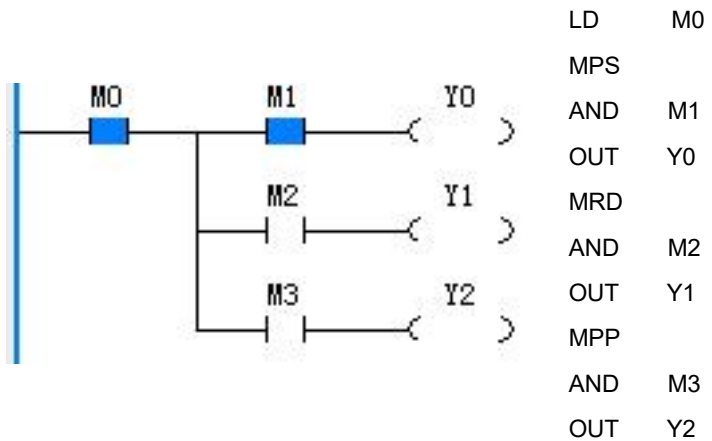 M0 M1 Y0
M2 Y1
M3 Y2
LD M0
MPS
AND M1
OUT Y0
MRD
AND M2
OUT Y1
MPP
AND M3
OUT Y2